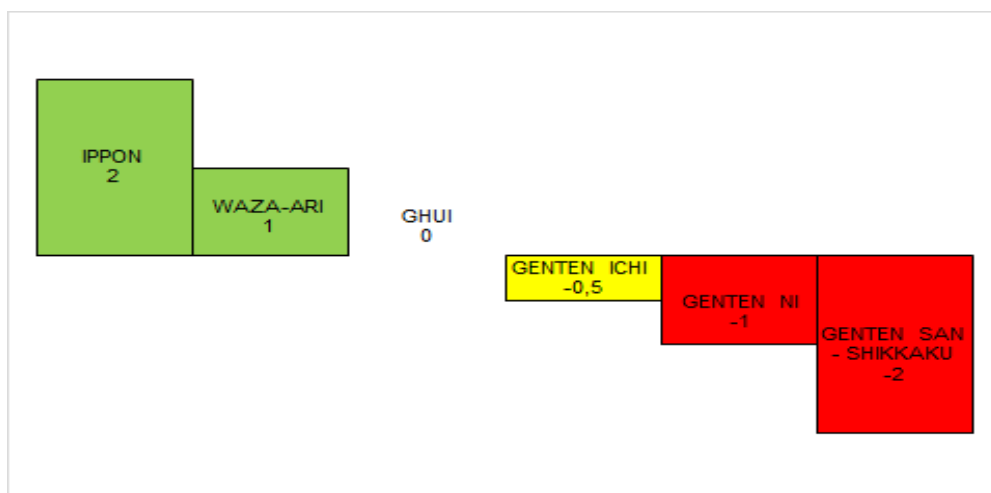 IPPON
2
WAZA-ARI
1
GHUI
0
GENTEN ICHI
-0,5
GENTEN NI
-1
GENTEN SAN
- SHIKKAKU
-2